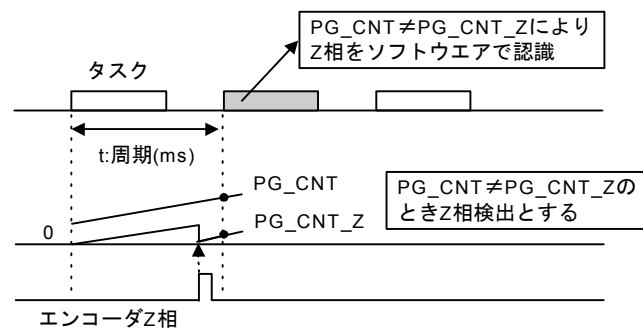 PG_CNT≠PG_CNT_Zにより
Z相をソフトウエアで認識
タスク
t:周期(ms)
PG_CNT
PG_CNT≠PG_CNT_Zの
ときZ相検出とする
0
PG_CNT_Z
エンコーダZ相